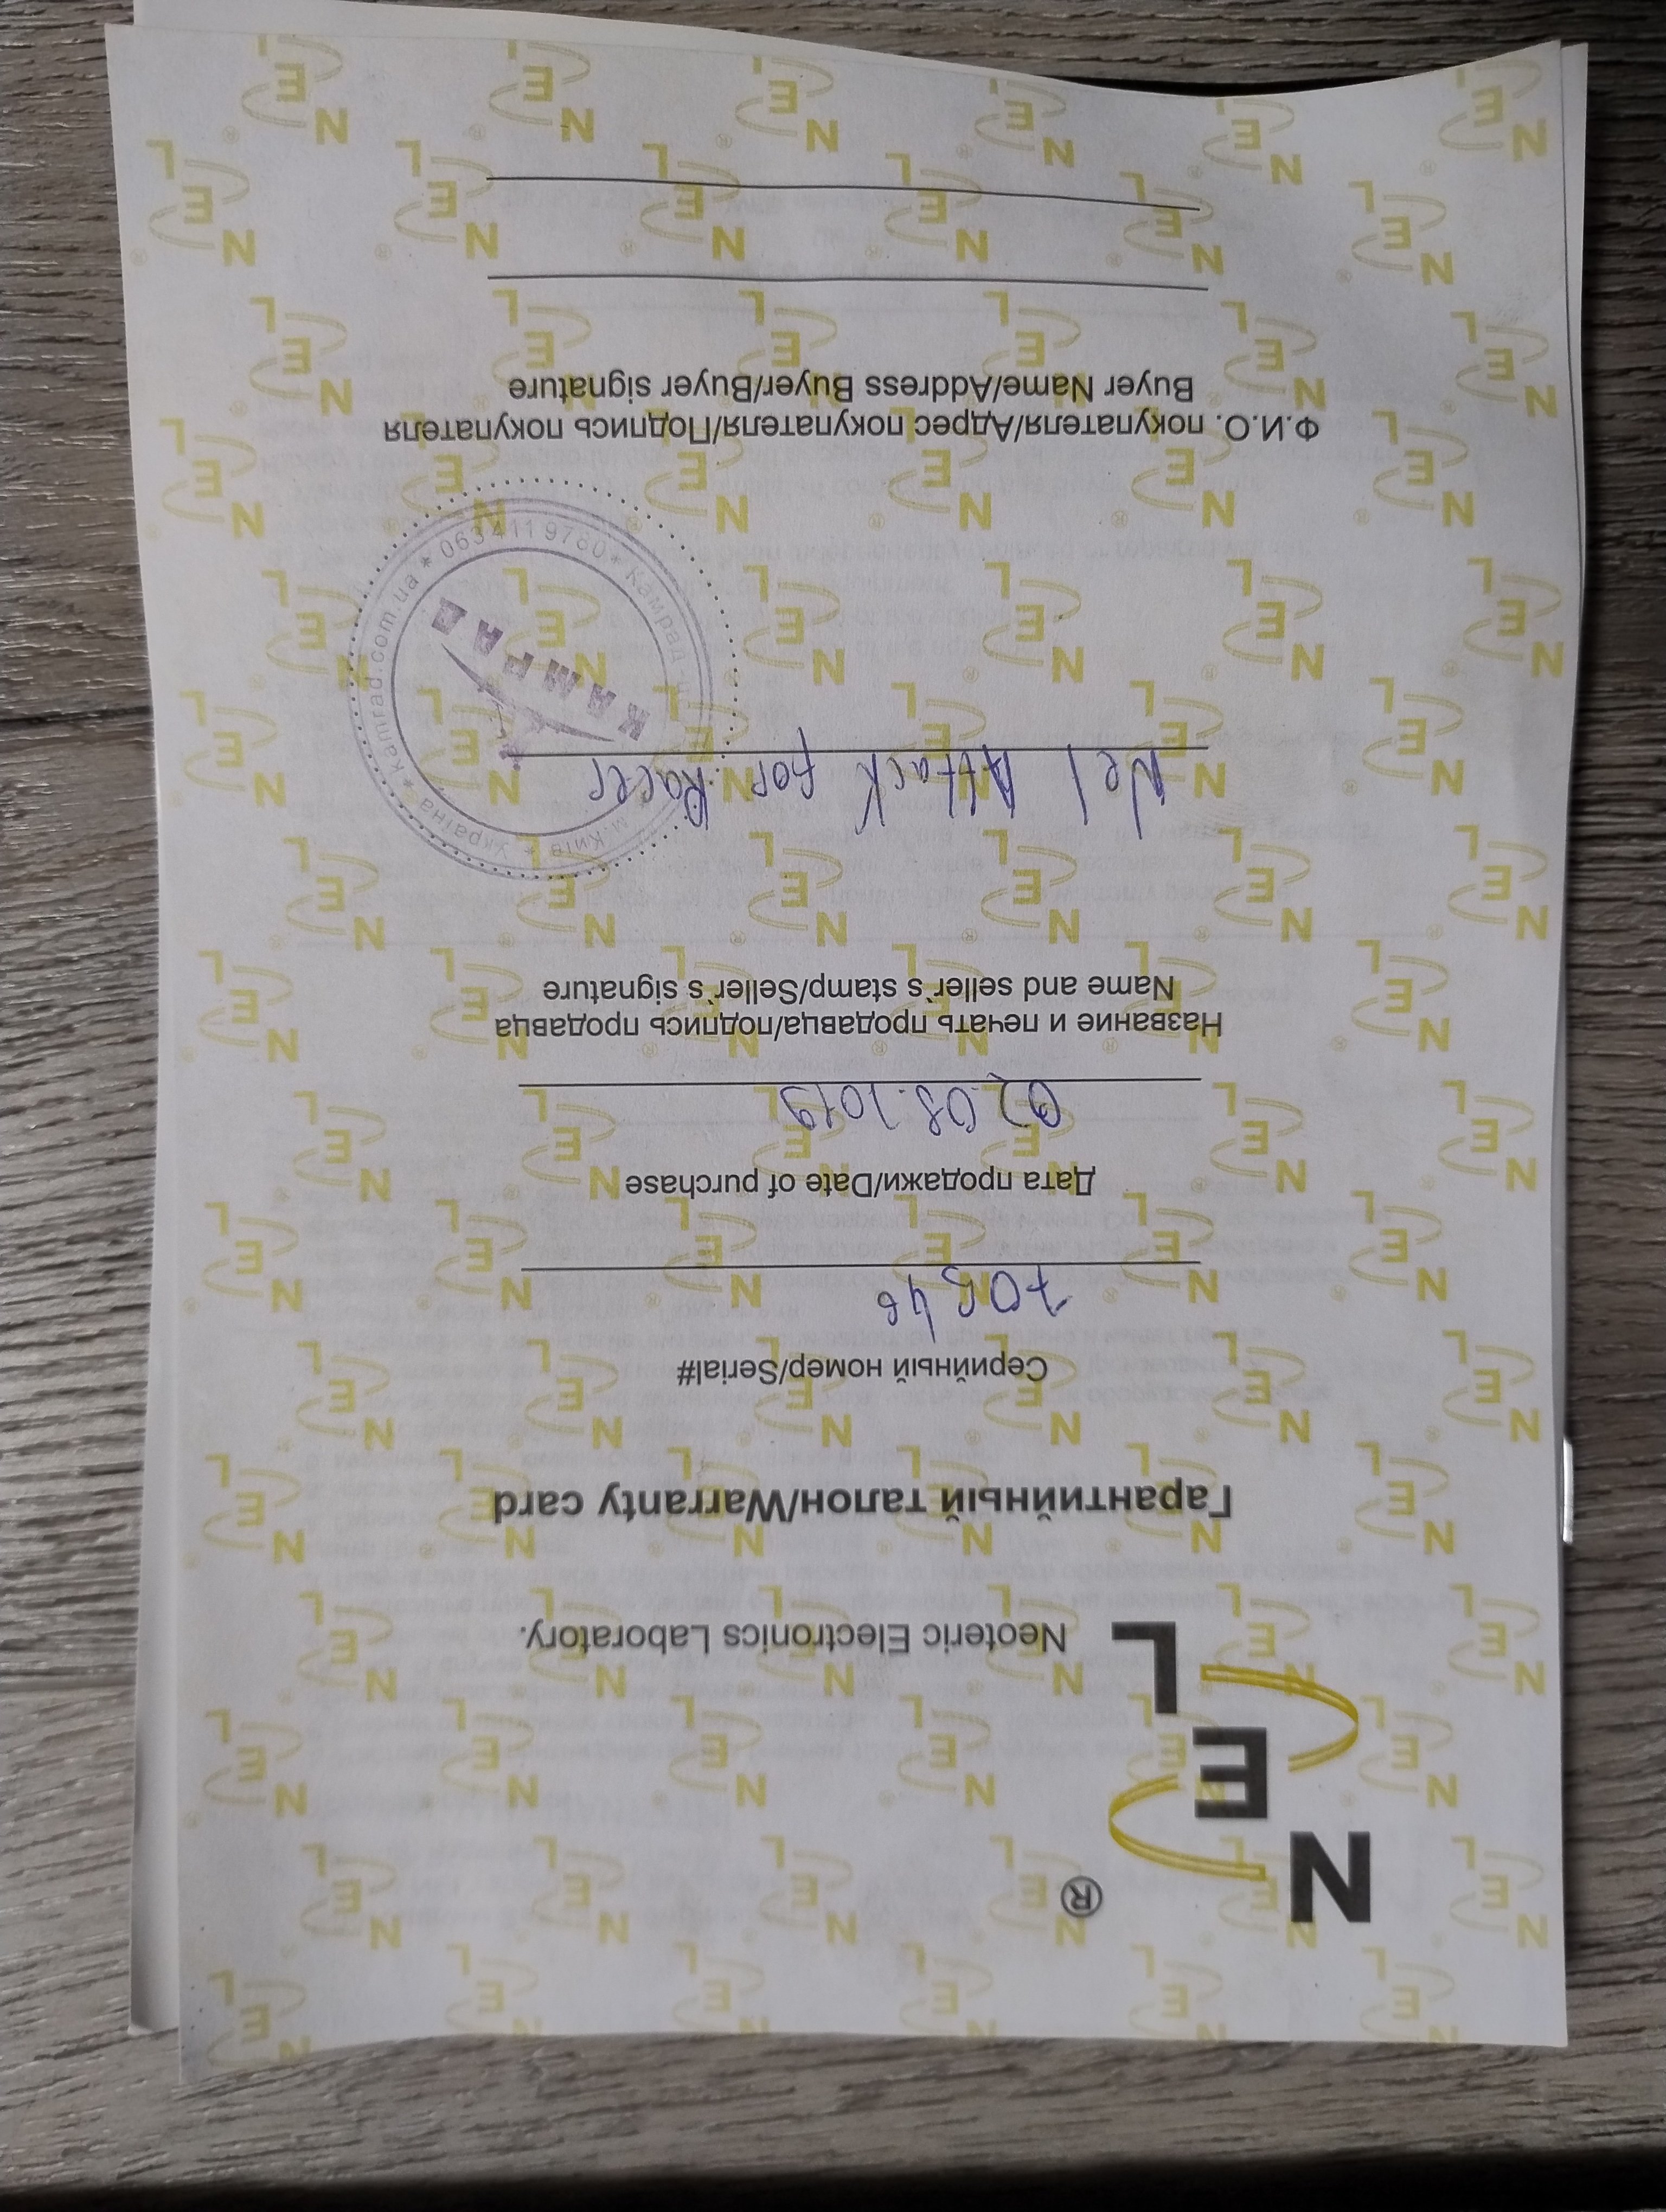 NEL ®
Neoteric Electronics Laboratory.
Гарантийный талон/Warranty card
Серийный номер/Serial#
Дата продажи/Date of purchase
02.08.2019
Название и печать продавца/подпись продавца
Name and seller`s stamp/Seller`s signature
Nel Attack for Racer
Україна * м. Київ
* Kamrad.com.ua * 0634119780 * Камрад
КАМРАД
Ф.И.О. покупателя/Адрес покупателя/Подпись покупателя
Buyer Name/Address Buyer/Buyer signature